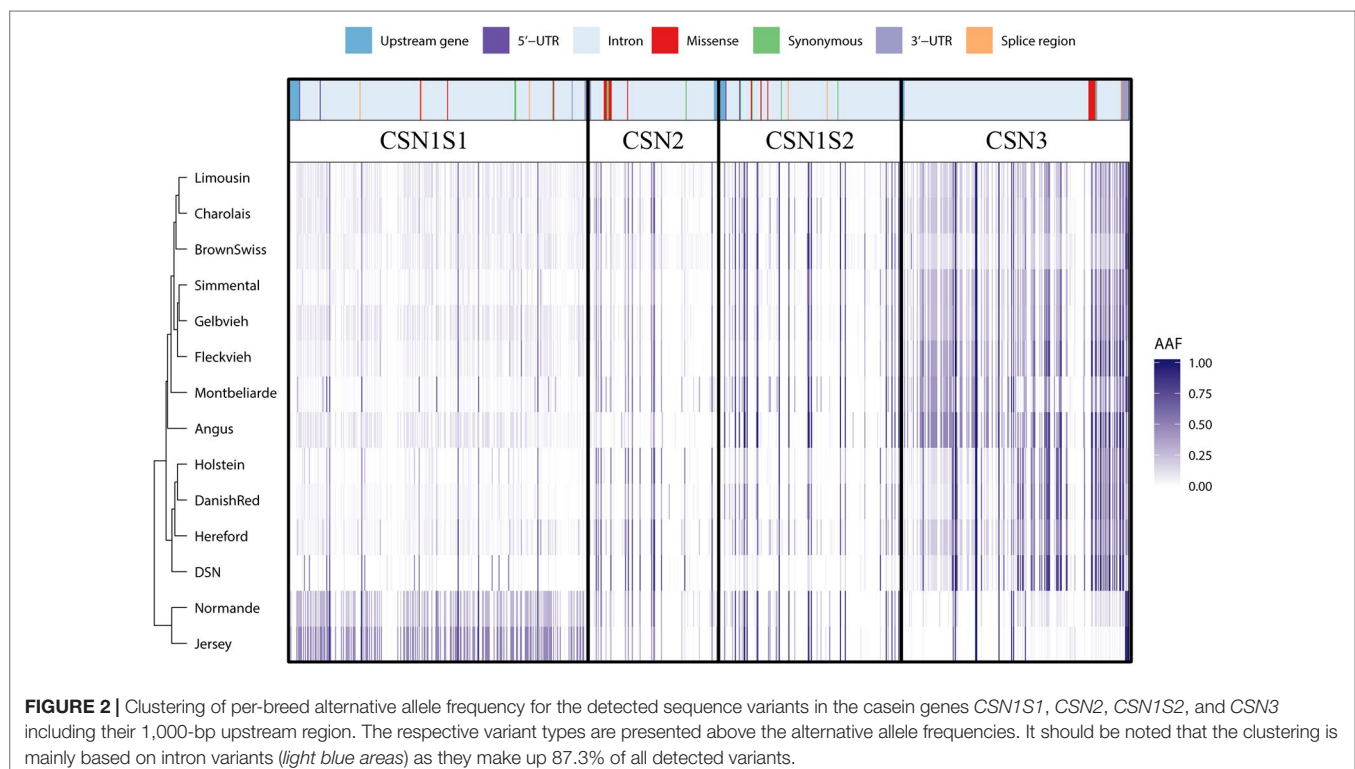 Upstream gene 5′−UTR Intron Missense Synonymous 3′−UTR Splice region
CSN1S1 CSN2 CSN1S2 CSN3
Limousin
Charolais
BrownSwiss
Simmental
Gelbvieh
Fleckvieh
Montbeliarde
Angus
Holstein
DanishRed
Hereford
DSN
Normande
Jersey
AAF
1.00
0.75
0.50
0.25
0.00
FIGURE 2 | Clustering of per-breed alternative allele frequency for the detected sequence variants in the casein genes CSN1S1, CSN2, CSN1S2, and CSN3
including their 1,000-bp upstream region. The respective variant types are presented above the alternative allele frequencies. It should be noted that the clustering is
mainly based on intron variants (light blue areas) as they make up 87.3% of all detected variants.